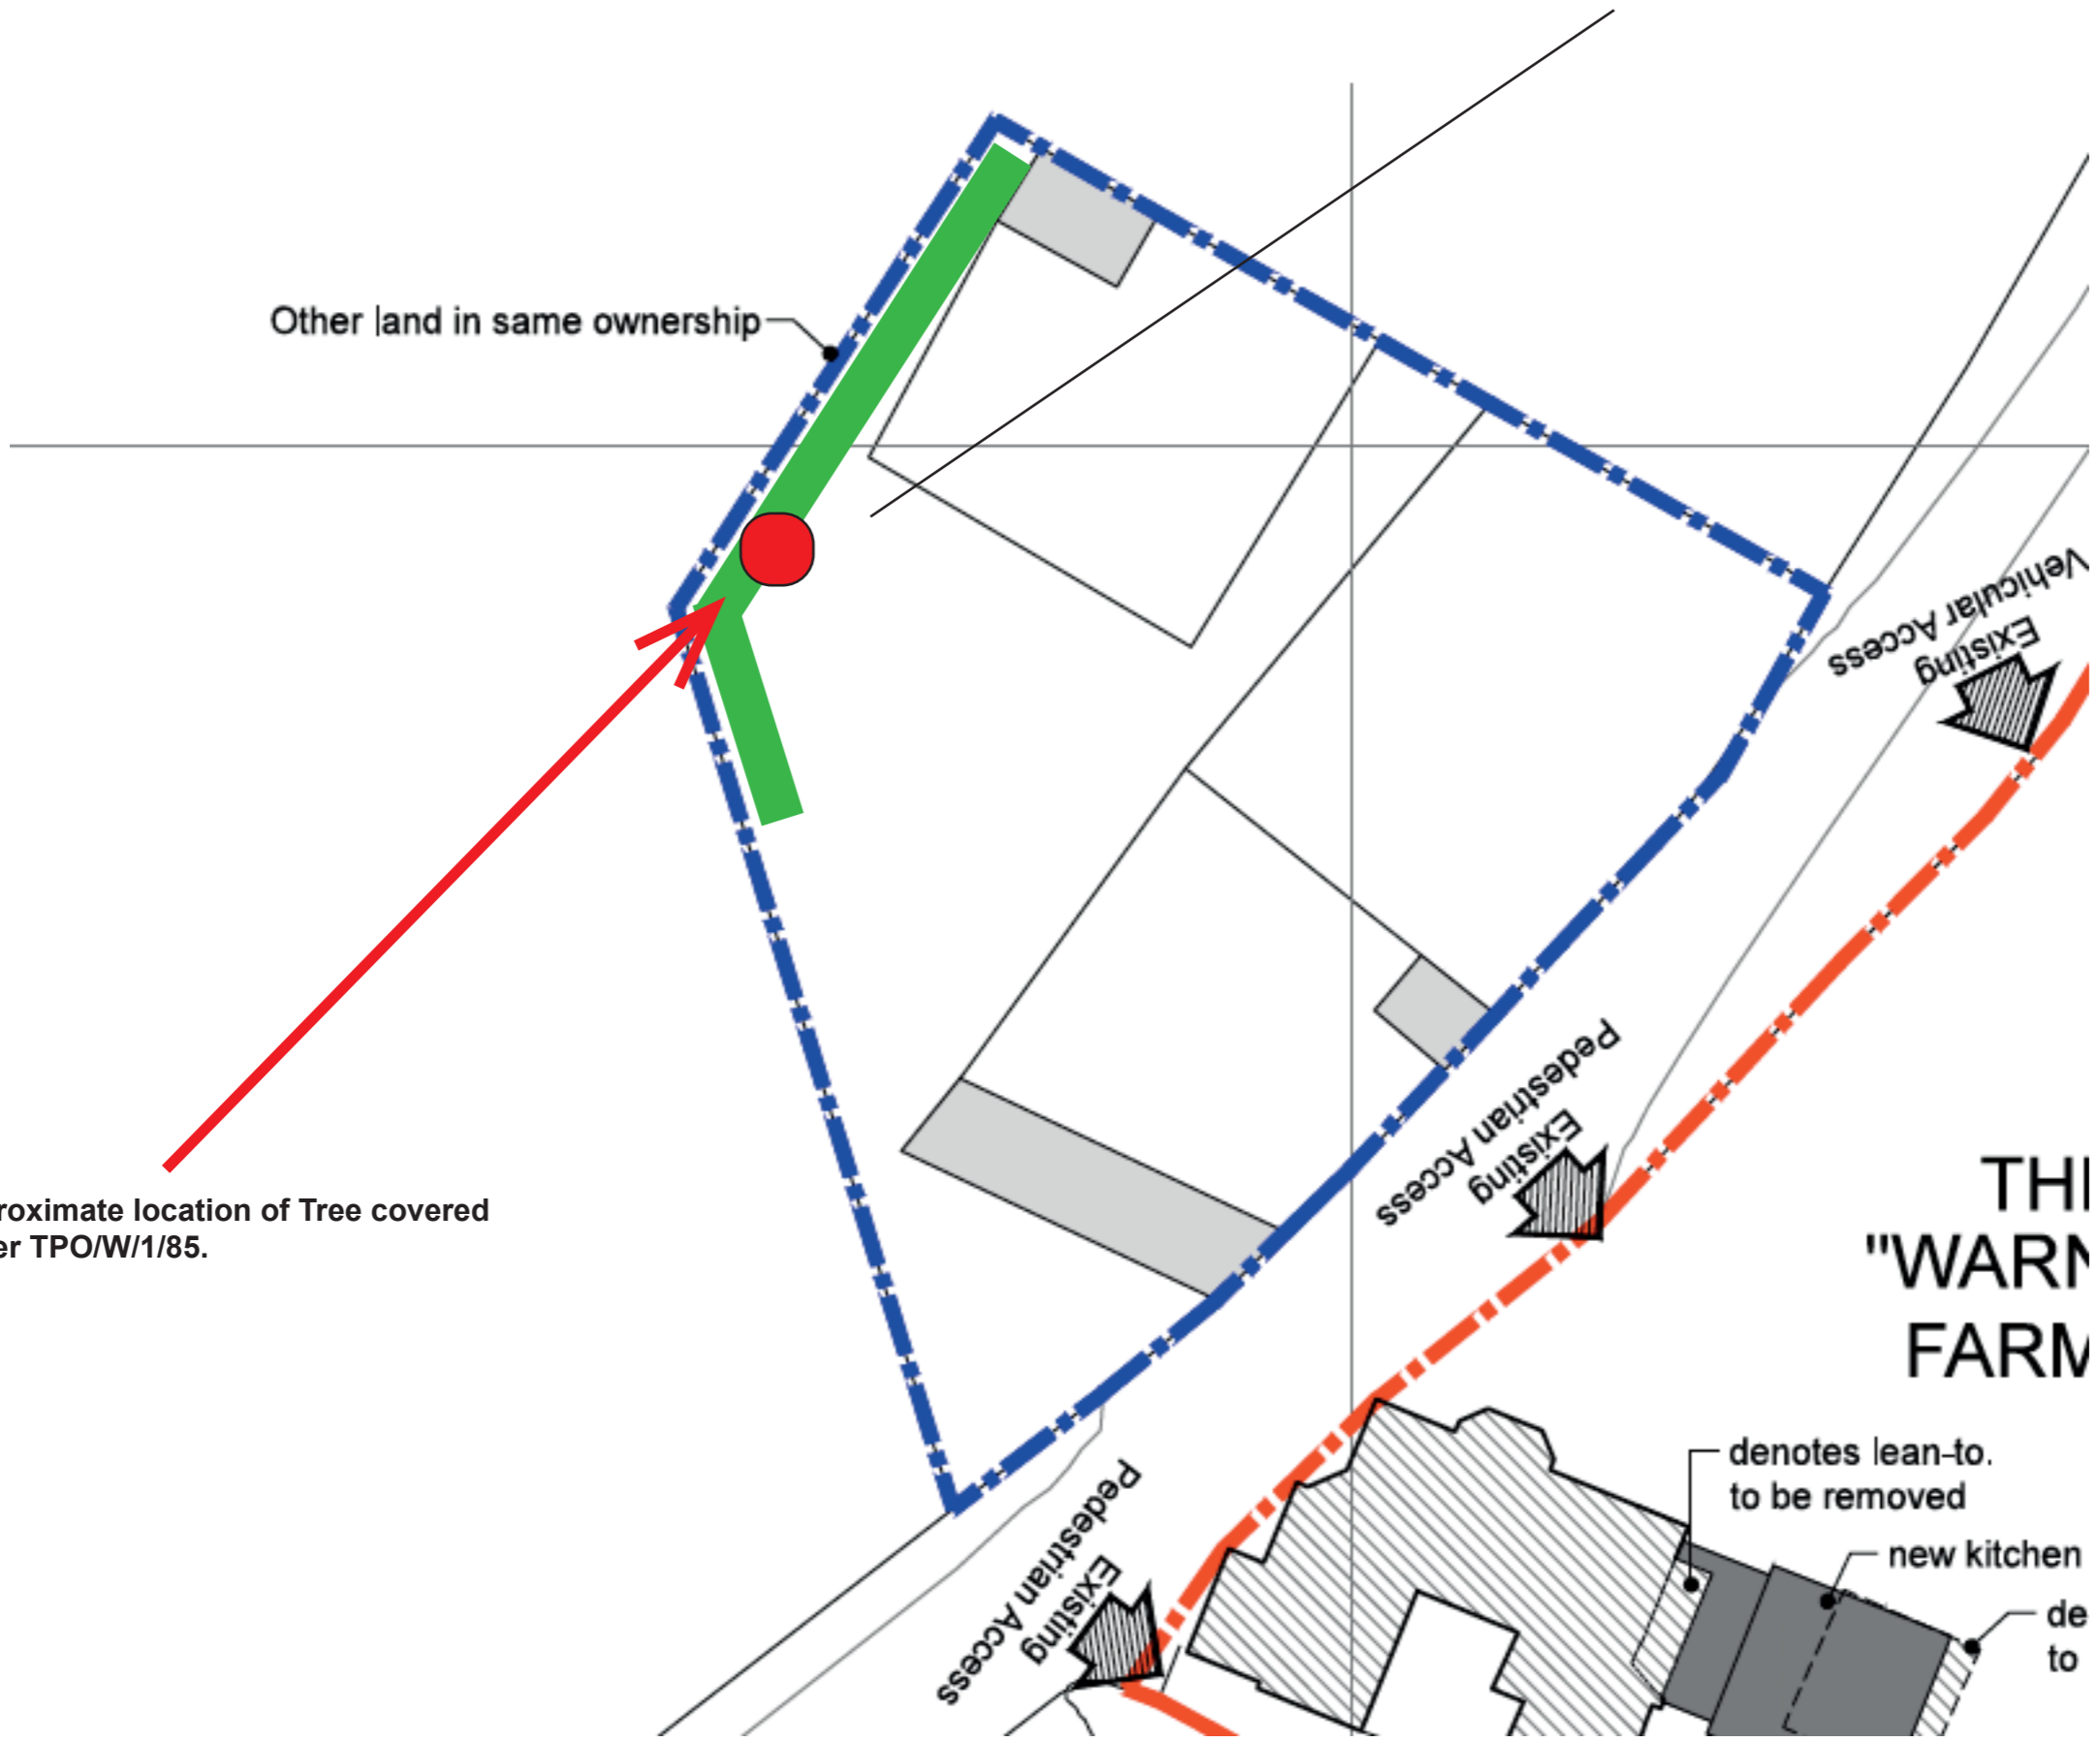 Other land in same ownership
Vehicular Access
Existing
Pedestrian Access
Existing
roximate location of Tree covered
er TPO/W/1/85.
TH
"WARN
FARM
denotes lean-to.
to be removed
new kitchen
de
to
Pedestrian Access
Existing